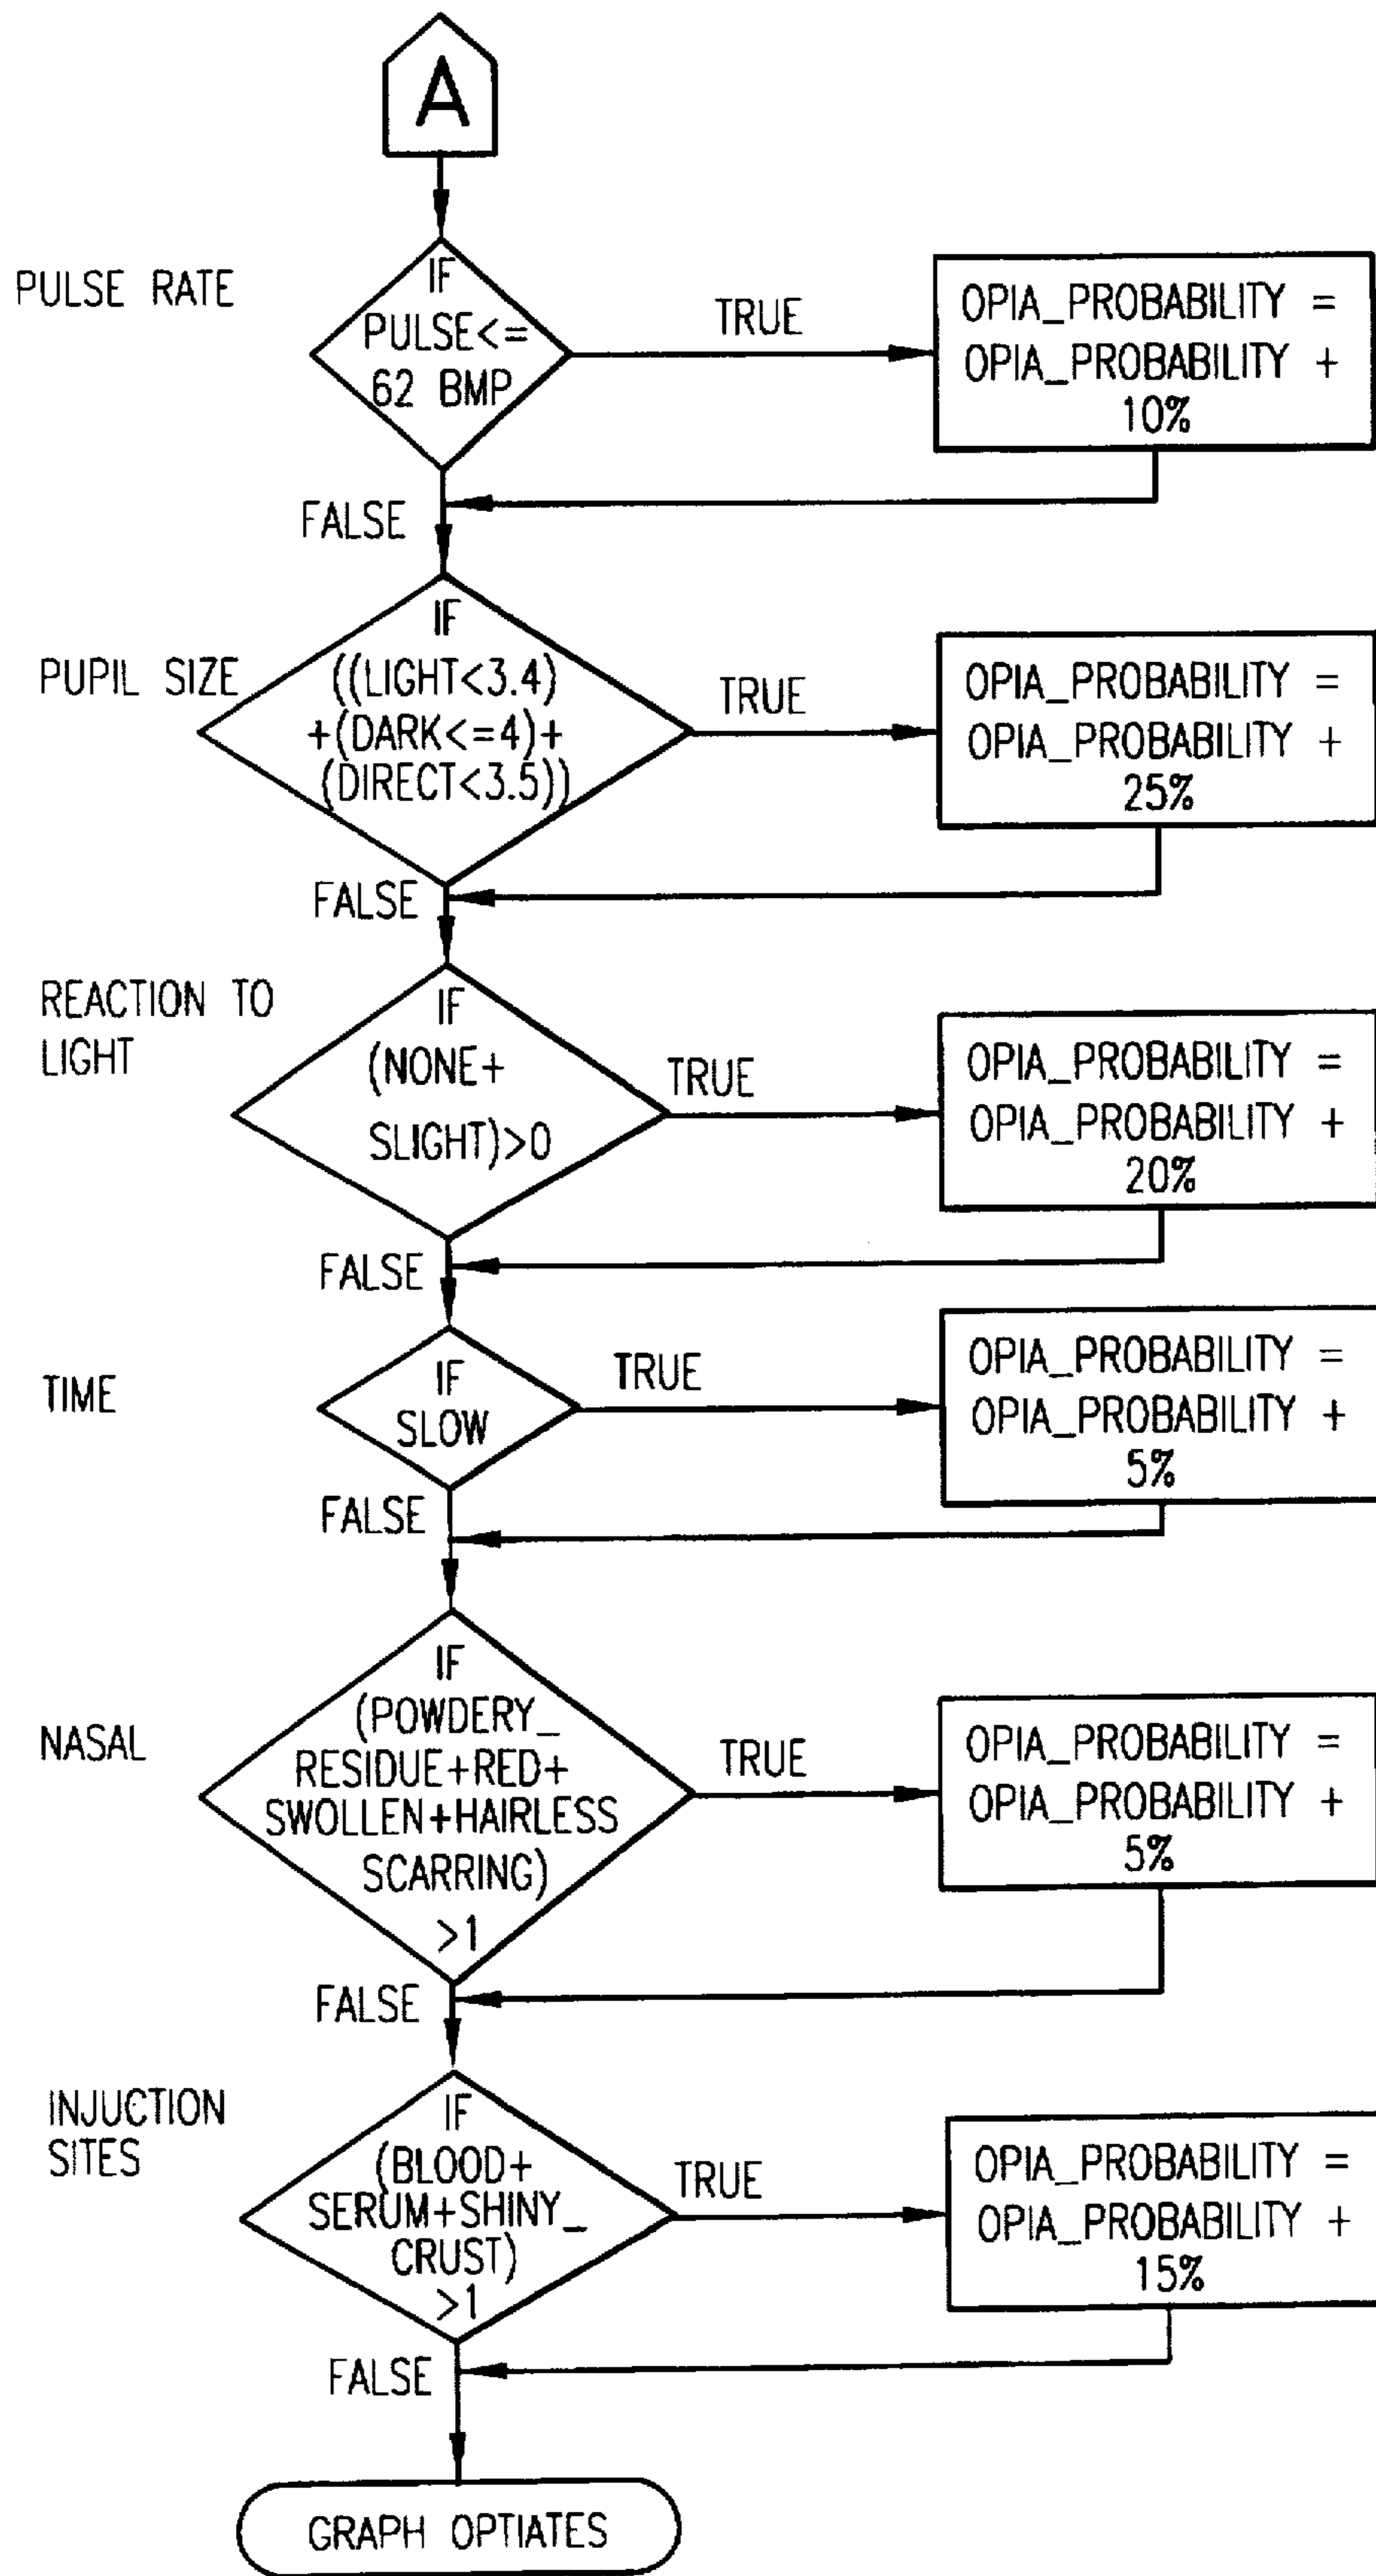 A
PULSE RATE
IF
PULSE<=
62 BMP
TRUE
OPIA_PROBABILITY =
OPIA_PROBABILITY +
10%
FALSE
PUPIL SIZE
IF
((LIGHT<3.4)
+(DARK<=4)+
(DIRECT<3.5))
TRUE
OPIA_PROBABILITY =
OPIA_PROBABILITY +
25%
FALSE
REACTION TO
LIGHT
IF
(NONE+
SLIGHT)>0
TRUE
OPIA_PROBABILITY =
OPIA_PROBABILITY +
20%
FALSE
TIME
IF
SLOW
TRUE
OPIA_PROBABILITY =
OPIA_PROBABILITY +
5%
FALSE
NASAL
IF
(POWDERY_
RESIDUE+RED+
SWOLLEN+HAIRLESS
SCARRING)
>1
TRUE
OPIA_PROBABILITY =
OPIA_PROBABILITY +
5%
FALSE
INJUCTION
SITES
IF
(BLOOD+
SERUM+SHINY_
CRUST)
>1
TRUE
OPIA_PROBABILITY =
OPIA_PROBABILITY +
15%
FALSE
GRAPH OPTIATES